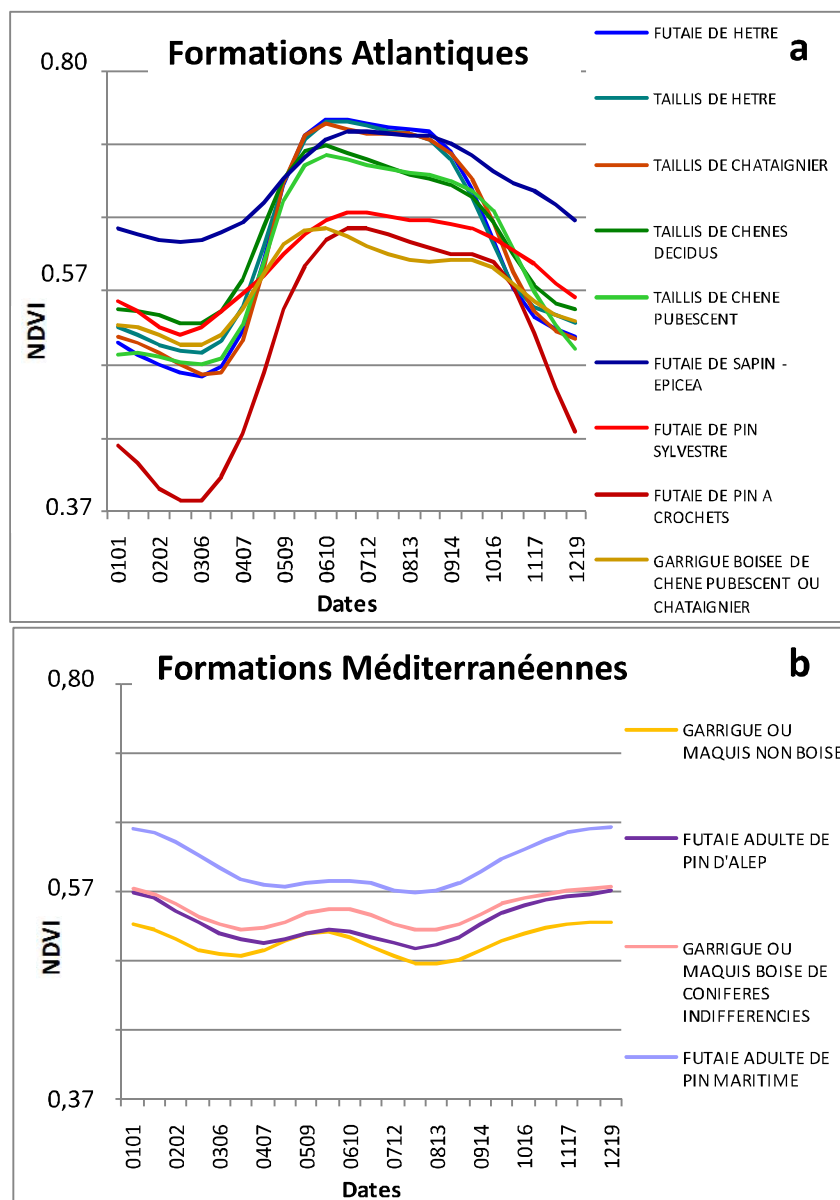 Formations Atlantiques
a
0.80
0.57
0.37
NDVI
0101
0202
0306
0407
0509
0610
0712
0813
0914
1016
1117
1219
Dates
FUTAIE DE HETRE
TAILLIS DE HETRE
TAILLIS DE CHATAIGNIER
TAILLIS DE CHENES
DECIDUS
TAILLIS DE CHENE
PUBESCENT
FUTAIE DE SAPIN -
EPICEA
FUTAIE DE PIN
SYLVESTRE
FUTAIE DE PIN A
CROCHETS
GARRIGUE BOISEE DE
CHENE PUBESCENT OU
CHATAIGNIER
Formations Méditerranéennes
b
0,80
0,57
0,37
NDVI
0101
0202
0306
0407
0509
0610
0712
0813
0914
1016
1117
1219
Dates
GARRIGUE OU
MAQUIS NON BOISE
FUTAIE ADULTE DE
PIN D'ALEP
GARRIGUE OU
MAQUIS BOISE DE
CONIFERES
INDIFFERENCIES
FUTAIE ADULTE DE
PIN MARITIME